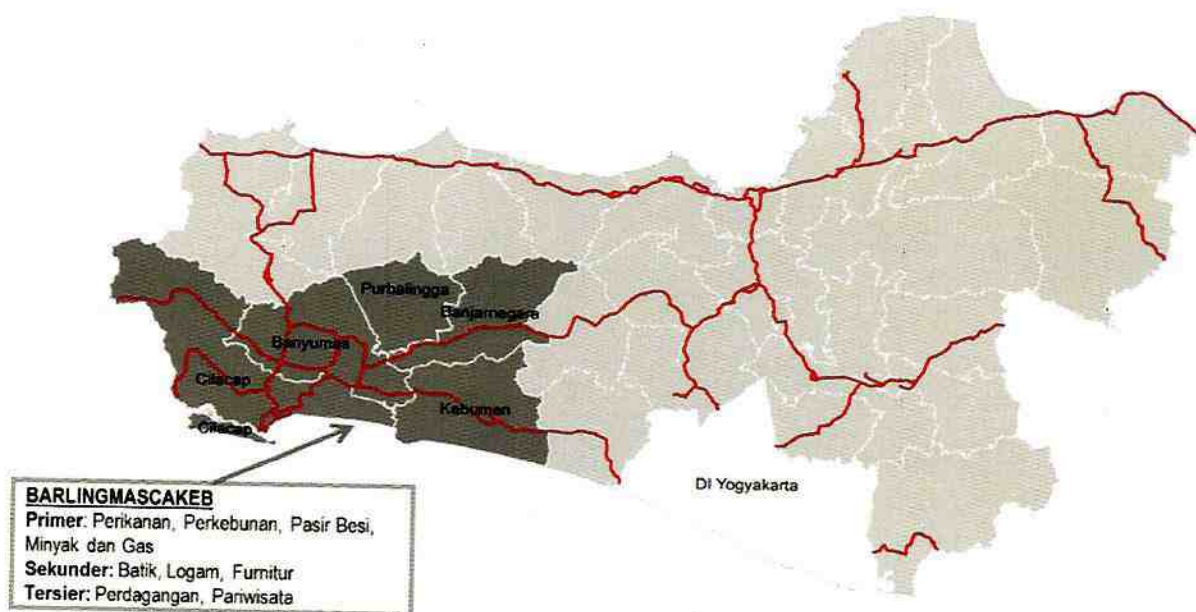 Purbalingga
Banjarnegara
Banyumas
Cilacap
Kebumen
Cilacap
DI Yogyakarta
BARLINGMASCAKEB
Primer: Perikanan, Perkebunan, Pasir Besi,
Minyak dan Gas
Sekunder: Batik, Logam, Furnitur
Tersier: Perdagangan, Pariwisata